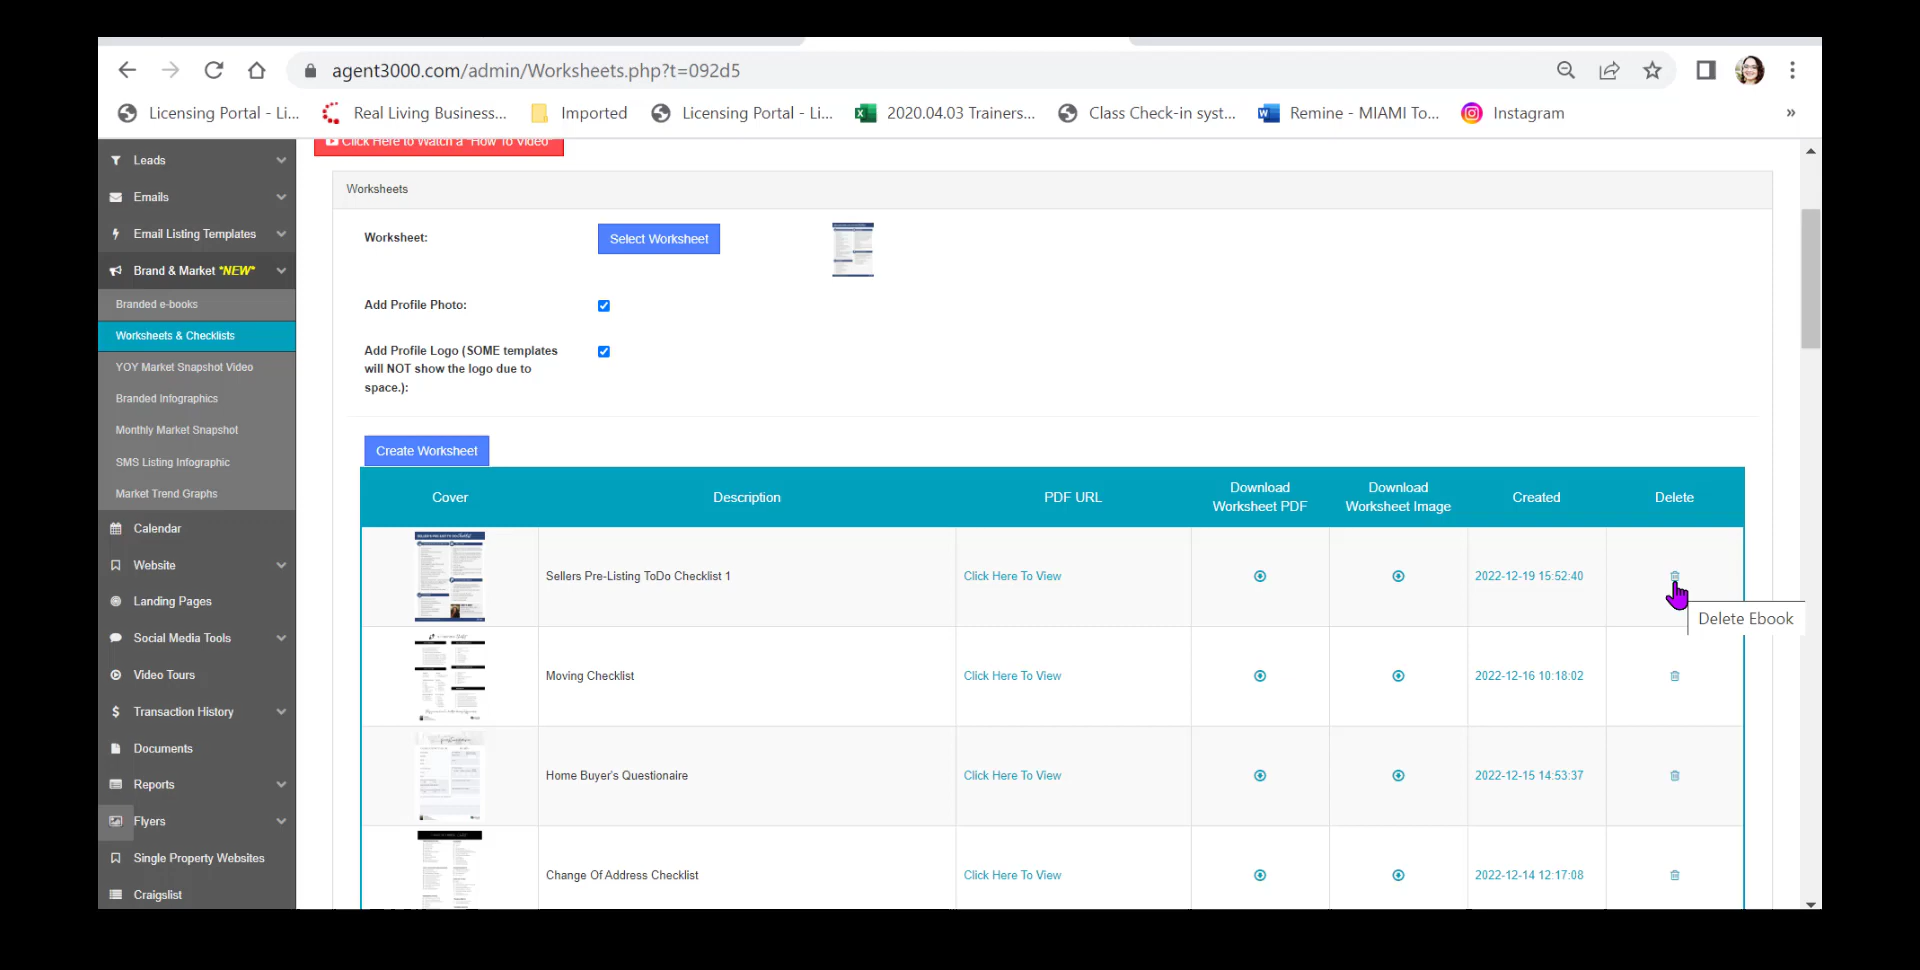 agent3000.com/admin/Worksheets.php?t=092d5
Licensing Portal - Li...
Real Living Business...
Imported
Licensing Portal - Li...
2020.04.03 Trainers...
Class Check-in syst...
Remine - MIAMI To...
Instagram
»
Click Here to Watch a "How To Video"
Leads
Emails
Email Listing Templates
Brand & Market *NEW*
Branded e-books
Worksheets & Checklists
YOY Market Snapshot Video
Branded Infographics
Monthly Market Snapshot
SMS Listing Infographic
Market Trend Graphs
Calendar
Website
Landing Pages
Social Media Tools
Video Tours
Transaction History
Documents
Reports
Flyers
Single Property Websites
Craigslist
Worksheets
Worksheet:
Select Worksheet
Add Profile Photo:
Add Profile Logo (SOME templates
will NOT show the logo due to
space.):
Create Worksheet
Cover
Description
PDF URL
Download
Worksheet PDF
Download
Worksheet Image
Created
Delete
Sellers Pre-Listing ToDo Checklist 1
Click Here To View
2022-12-19 15:52:40
Delete Ebook
Moving Checklist
Click Here To View
2022-12-16 10:18:02
Home Buyer's Questionaire
Click Here To View
2022-12-15 14:53:37
Change Of Address Checklist
Click Here To View
2022-12-14 12:17:08